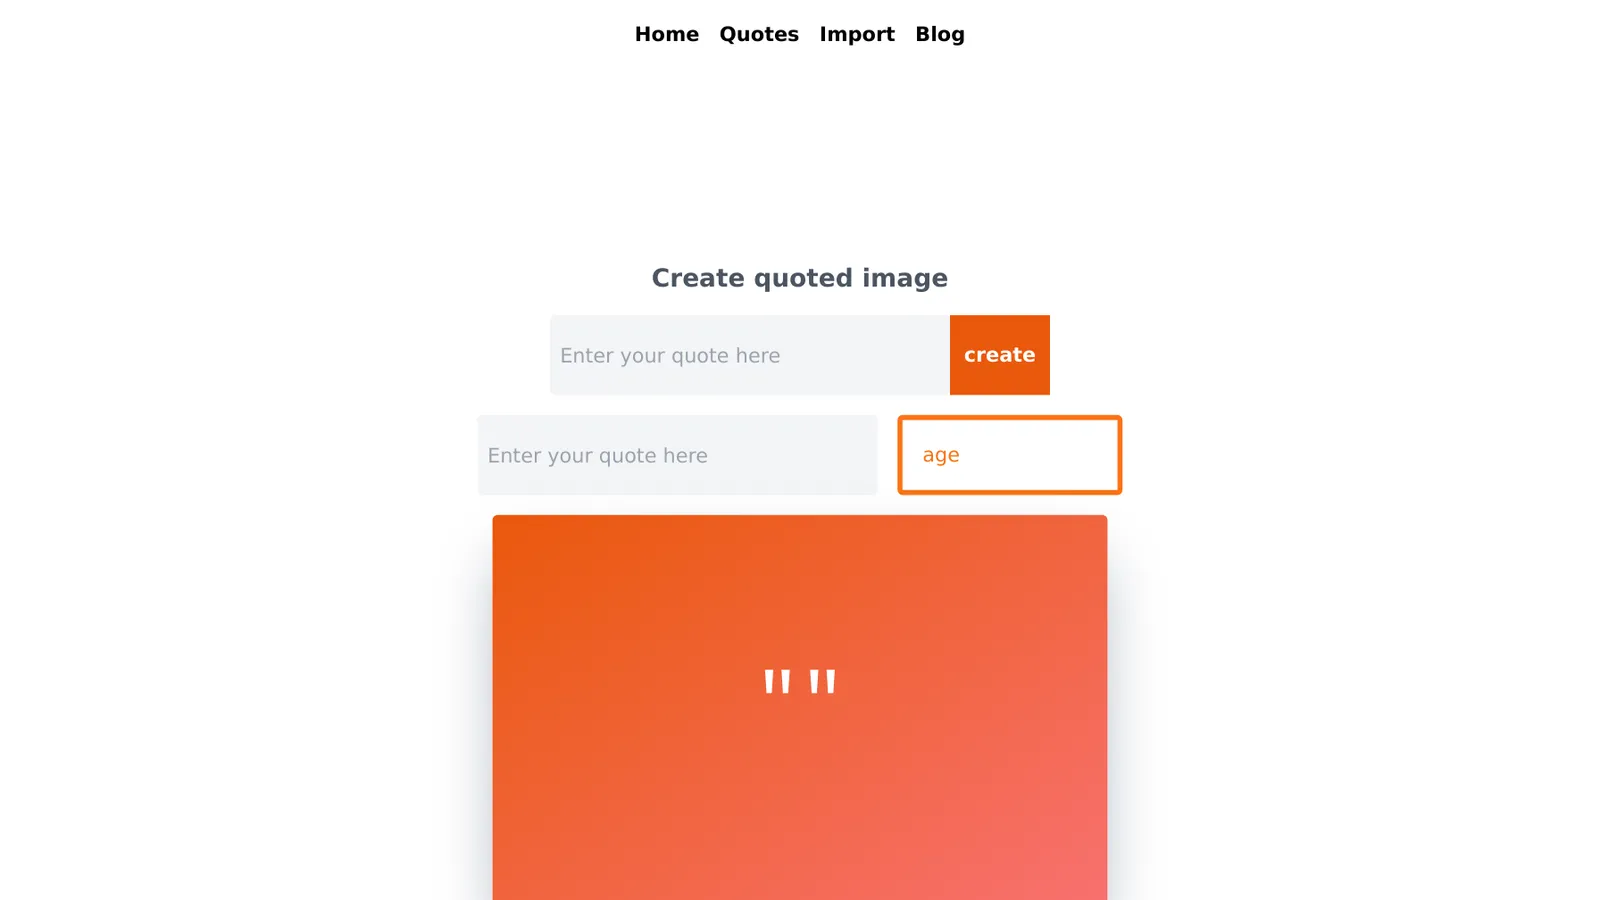 Home Quotes Import Blog
Create quoted image
Enter your quote here
create
Enter your quote here
age
" "